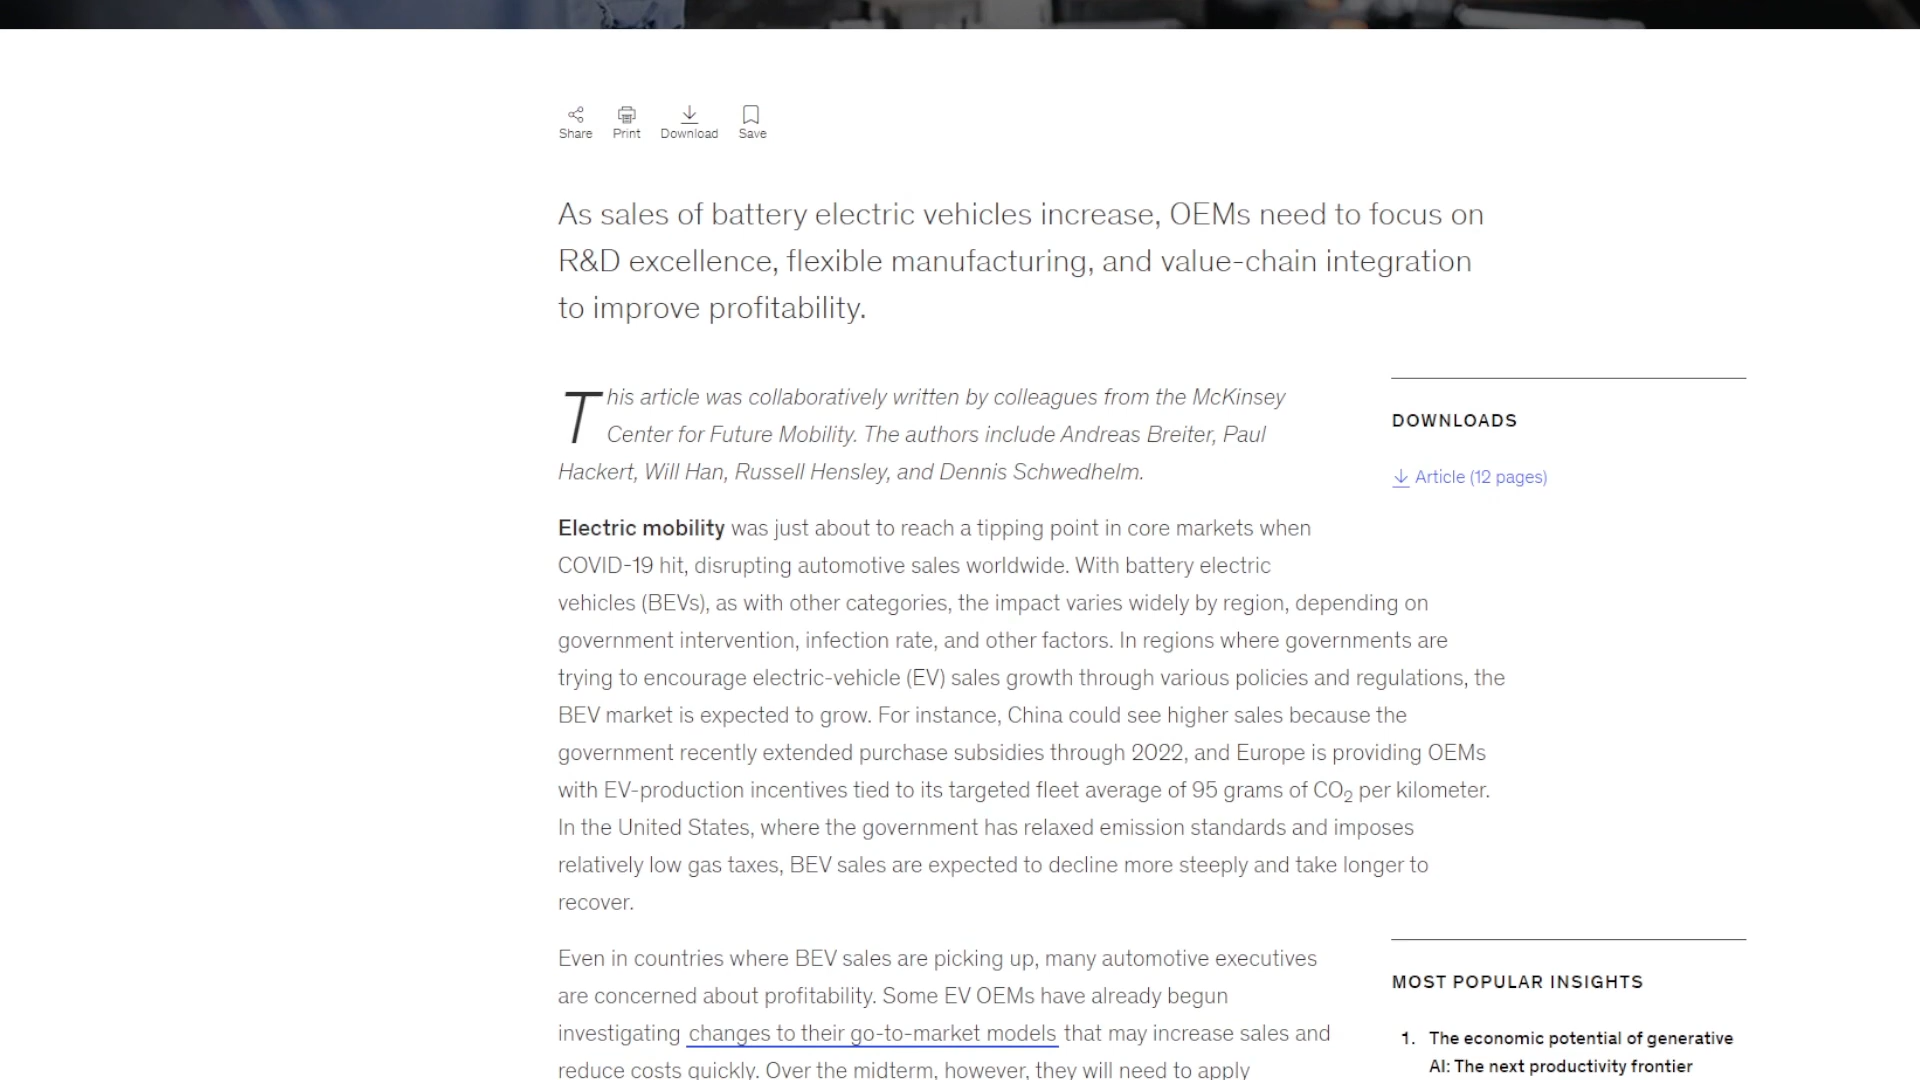 Share Print Download Save
As sales of battery electric vehicles increase, OEMs need to focus on
R&D excellence, flexible manufacturing, and value-chain integration
to improve profitability.
This article was collaboratively written by colleagues from the McKinsey
Center for Future Mobility. The authors include Andreas Breiter, Paul
Hackert, Will Han, Russell Hensley, and Dennis Schwedhelm.
Electric mobility was just about to reach a tipping point in core markets when
COVID-19 hit, disrupting automotive sales worldwide. With battery electric
vehicles (BEVs), as with other categories, the impact varies widely by region, depending on
government intervention, infection rate, and other factors. In regions where governments are
trying to encourage electric-vehicle (EV) sales growth through various policies and regulations, the
BEV market is expected to grow. For instance, China could see higher sales because the
government recently extended purchase subsidies through 2022, and Europe is providing OEMs
with EV-production incentives tied to its targeted fleet average of 95 grams of CO₂ per kilometer.
In the United States, where the government has relaxed emission standards and imposes
relatively low gas taxes, BEV sales are expected to decline more steeply and take longer to
recover.
Even in countries where BEV sales are picking up, many automotive executives
are concerned about profitability. Some EV OEMs have already begun
investigating changes to their go-to-market models that may increase sales and
reduce costs quickly. Over the midterm, however, they will need to apply
DOWNLOADS
Article (12 pages)
MOST POPULAR INSIGHTS
1. The economic potential of generative
AI: The next productivity frontier